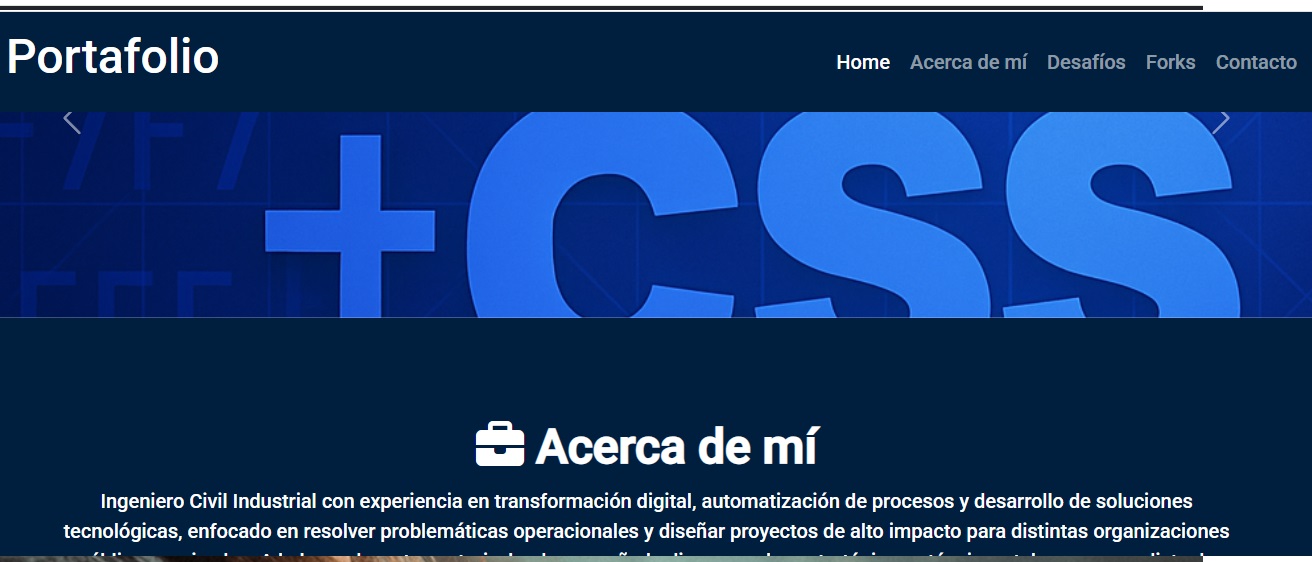 Portafolio
Home Acerca de mí Desafíos Forks Contacto
+CSS
Acerca de mí
Ingeniero Civil Industrial con experiencia en transformación digital, automatización de procesos y desarrollo de soluciones
tecnológicas, enfocado en resolver problemáticas operacionales y diseñar proyectos de alto impacto para distintas organizaciones